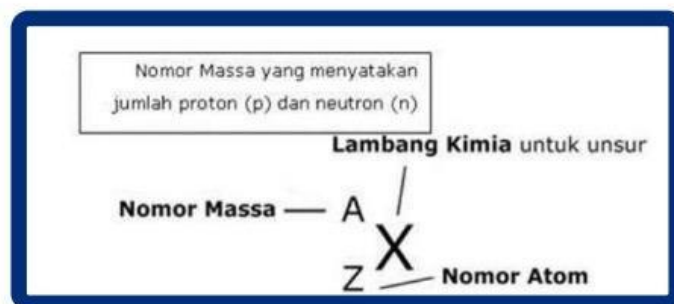 Nomor Massa yang menyatakan
jumlah proton (p) dan neutron (n)
Lambang Kimia untuk unsur
Nomor Massa A
X
Z Nomor Atom